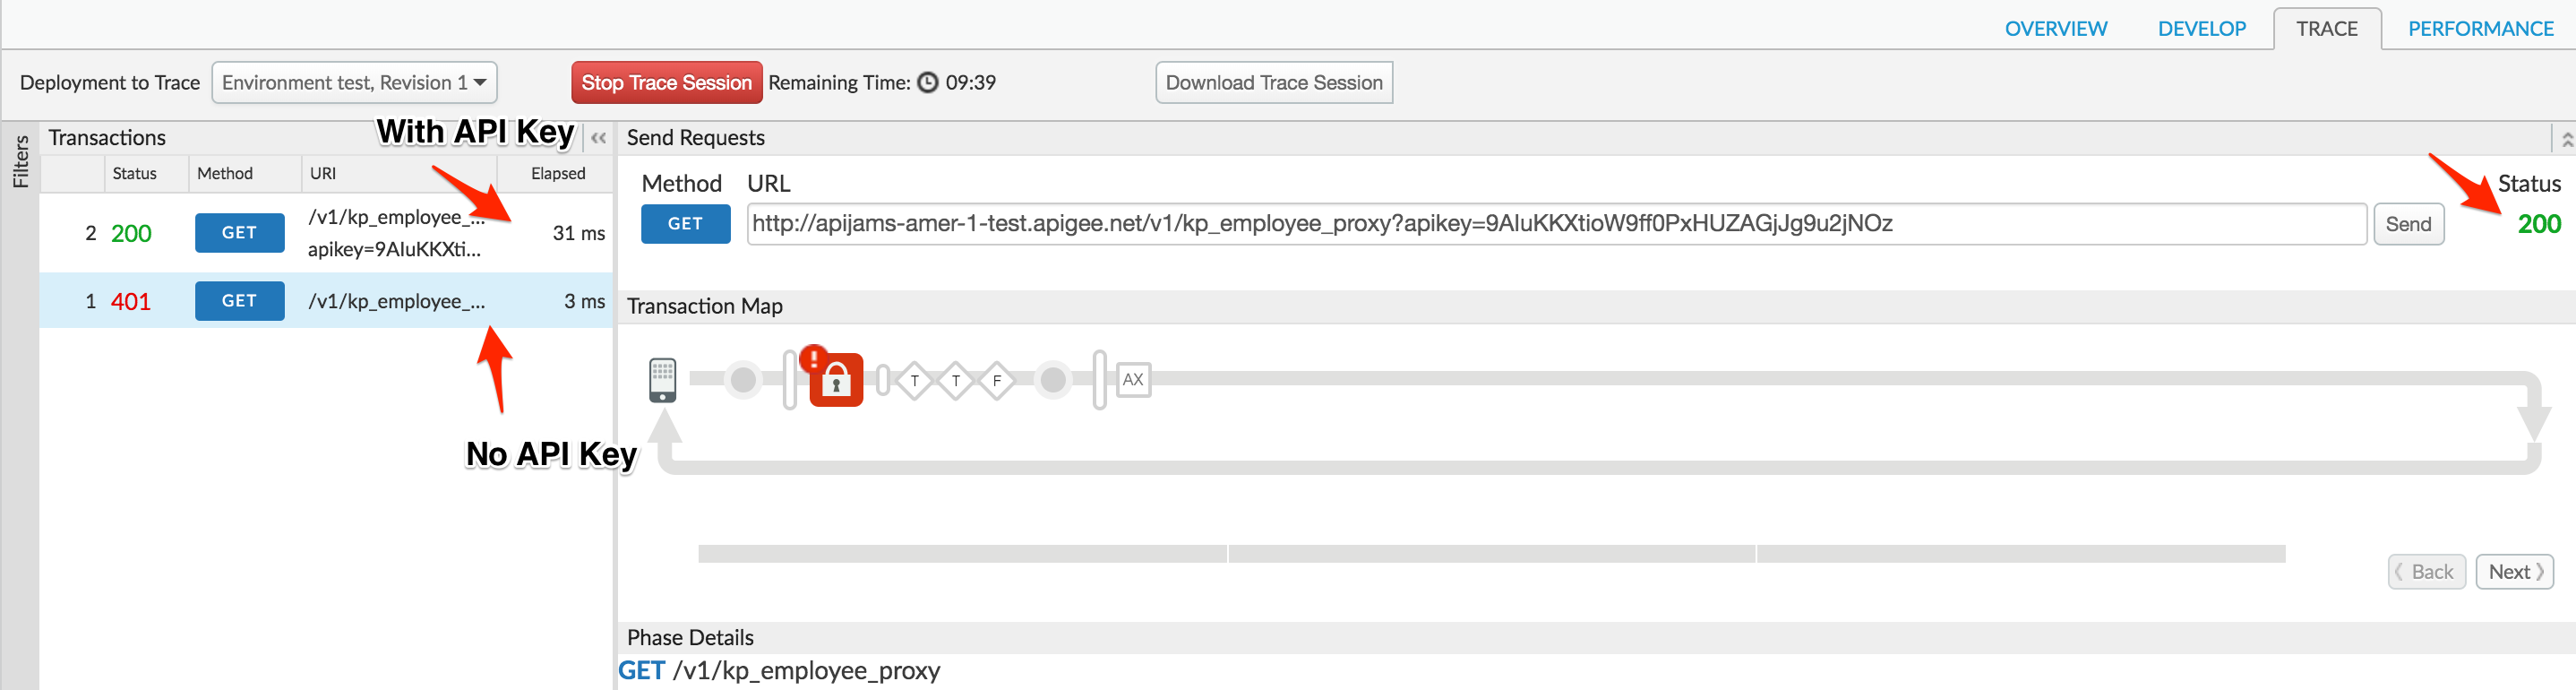 OVERVIEW DEVELOP TRACE PERFORMANCE
Deployment to Trace Environment test, Revision 1 Stop Trace Session Remaining Time: 09:39 Download Trace Session
Filters
Transactions
With API Key
Status Method URI Elapsed
2 200 GET /v1/kp_employee_... 31 ms
apikey=9AluKKXti...
1 401 GET /v1/kp_employee_... 3 ms
No API Key
Send Requests
Method URL Status
GET http://apijams-amer-1-test.apigee.net/v1/kp_employee_proxy?apikey=9AluKKXtioW9ff0PxHUZAGjJg9u2jNOz Send 200
Transaction Map
! T T F AX
Back Next
Phase Details
GET /v1/kp_employee_proxy